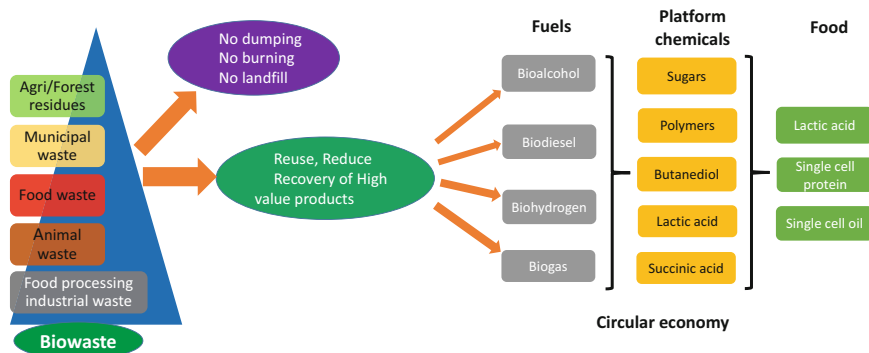 Agri/Forest
residues
Municipal
waste
Food waste
Animal
waste
Food processing
industrial waste
Biowaste
No dumping
No burning
No landfill
Reuse, Reduce
Recovery of High
value products
Fuels
Bioalcohol
Biodiesel
Biohydrogen
Biogas
Platform
chemicals
Sugars
Polymers
Butanediol
Lactic acid
Succinic acid
Food
Lactic acid
Single cell
protein
Single cell oil
Circular economy